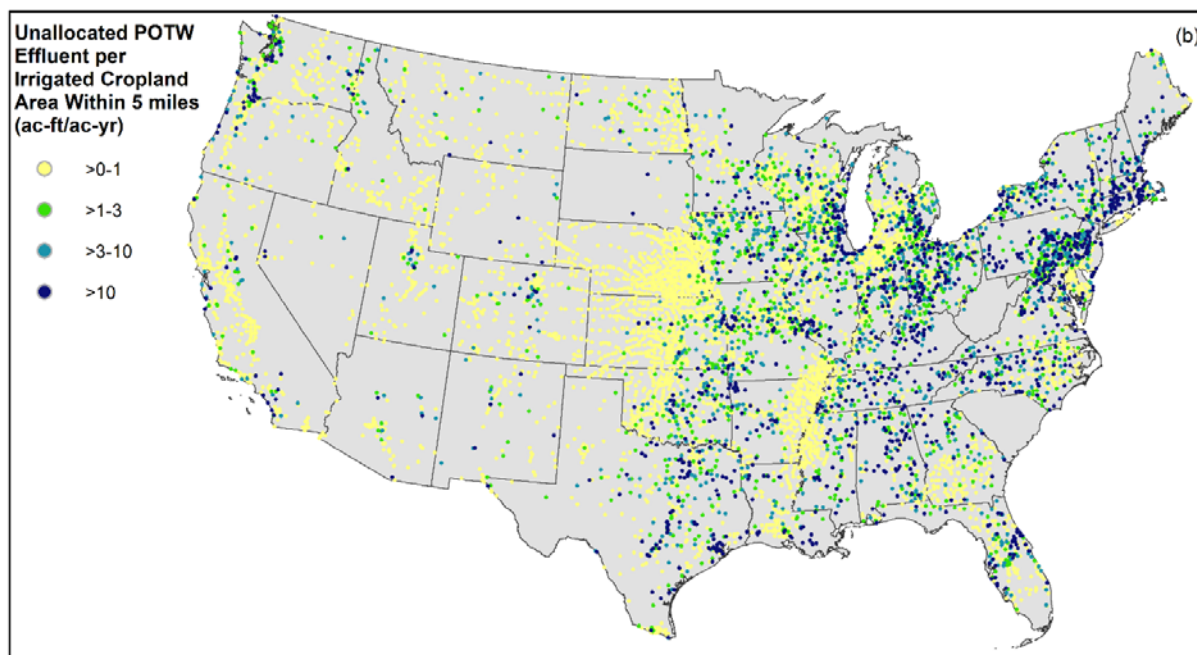 Unallocated POTW
Effluent per
Irrigated Cropland
Area Within 5 miles
(ac-ft/ac-yr)
>0-1
>1-3
>3-10
>10
(b)